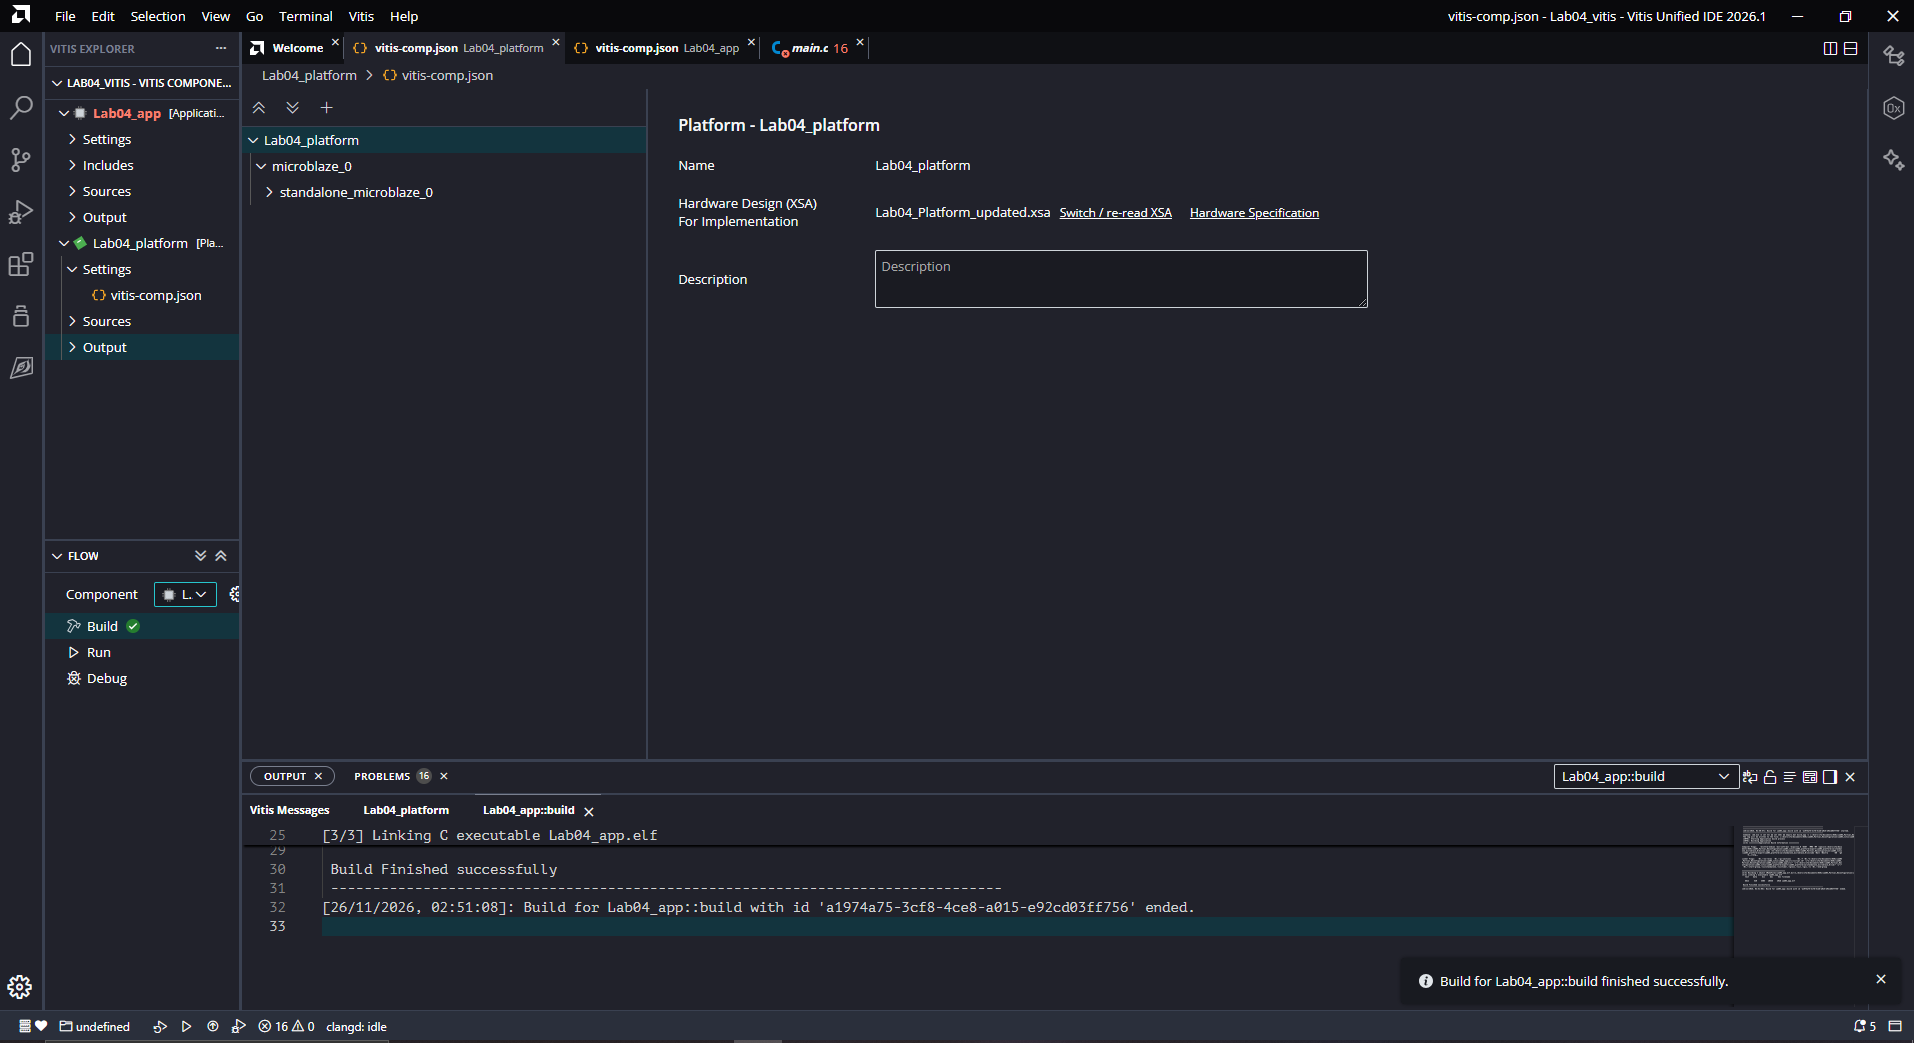 File Edit Selection View Go Terminal Vitis Help
vitis-comp.json - Lab04_vitis - Vitis Unified IDE 2026.1
VITIS EXPLORER ...
LAB04_VITIS - VITIS COMPONE...
Lab04_app [Applicati...
Settings
Includes
Sources
Output
Lab04_platform [Pla...
Settings
{} vitis-comp.json
Sources
Output
FLOW
Component L..
Build
Run
Debug
Welcome
{} vitis-comp.json Lab04_platform
{} vitis-comp.json Lab04_app
C main.c 16
Lab04_platform > {} vitis-comp.json
Lab04_platform
microblaze_0
standalone_microblaze_0
Platform - Lab04_platform
Name Lab04_platform
Hardware Design (XSA)
For Implementation
Lab04_Platform_updated.xsa Switch / re-read XSA Hardware Specification
Description Description
OUTPUT PROBLEMS 16
Lab04_app::build
Vitis Messages Lab04_platform Lab04_app::build
25 [3/3] Linking C executable Lab04_app.elf
29
30 Build Finished successfully
31 --------------------------------------------------------------------------------
32 [26/11/2026, 02:51:08]: Build for Lab04_app::build with id 'a1974a75-3cf8-4ce8-a015-e92cd03ff756' ended.
33
Build for Lab04_app::build finished successfully.
undefined 16 0 clangd: idle
5
0x